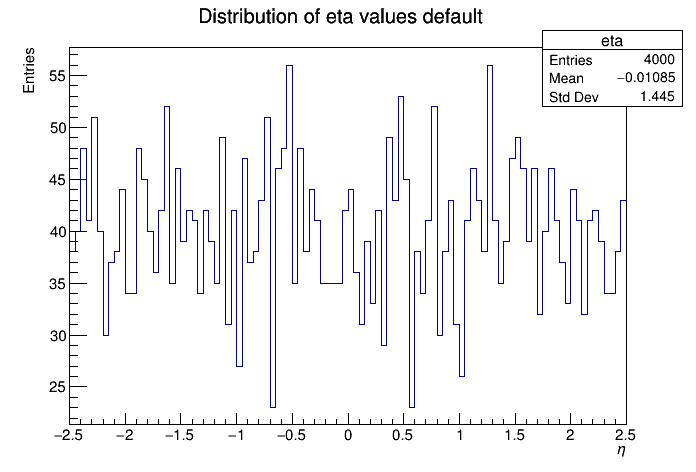 Distribution of eta values default
eta
Entries 4000
Mean −0.01085
Std Dev 1.445
Entries
55
50
45
40
35
30
25
−2.5 −2 −1.5 −1 −0.5 0 0.5 1 1.5 2 2.5
η